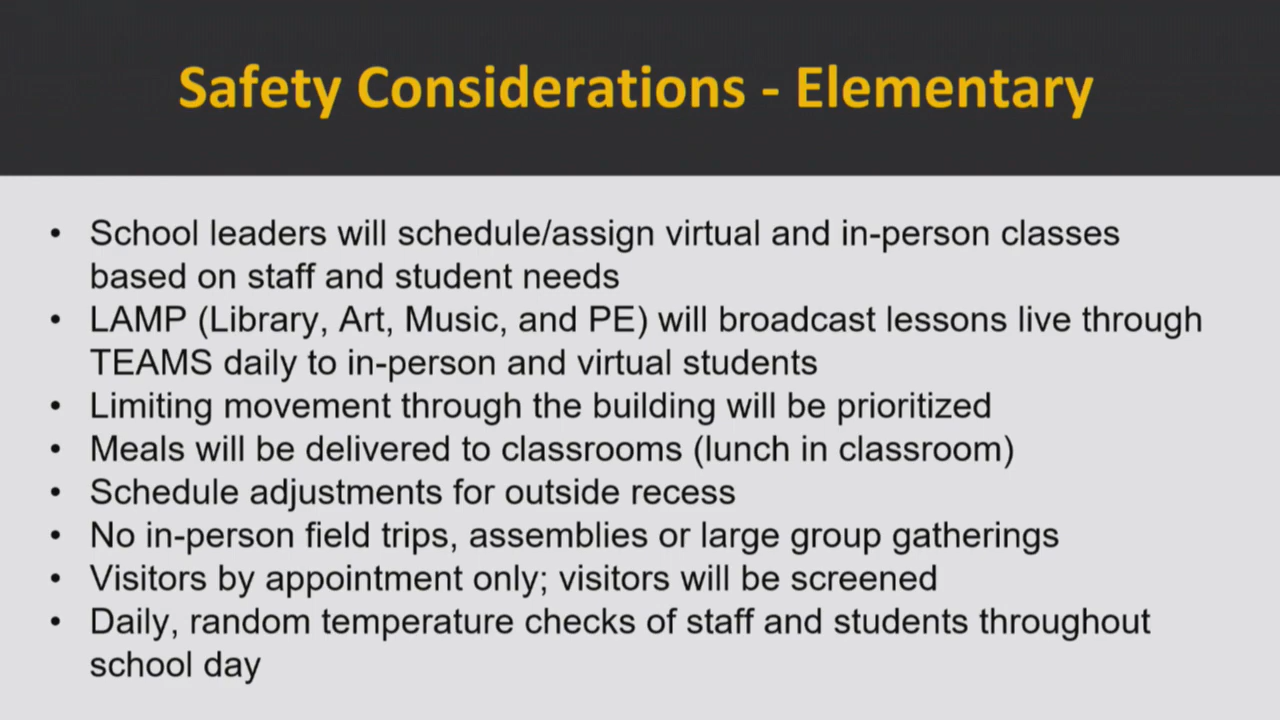 Safety Considerations - Elementary
• School leaders will schedule/assign virtual and in-person classes
based on staff and student needs
• LAMP (Library, Art, Music, and PE) will broadcast lessons live through
TEAMS daily to in-person and virtual students
• Limiting movement through the building will be prioritized
• Meals will be delivered to classrooms (lunch in classroom)
• Schedule adjustments for outside recess
• No in-person field trips, assemblies or large group gatherings
• Visitors by appointment only; visitors will be screened
• Daily, random temperature checks of staff and students throughout
school day